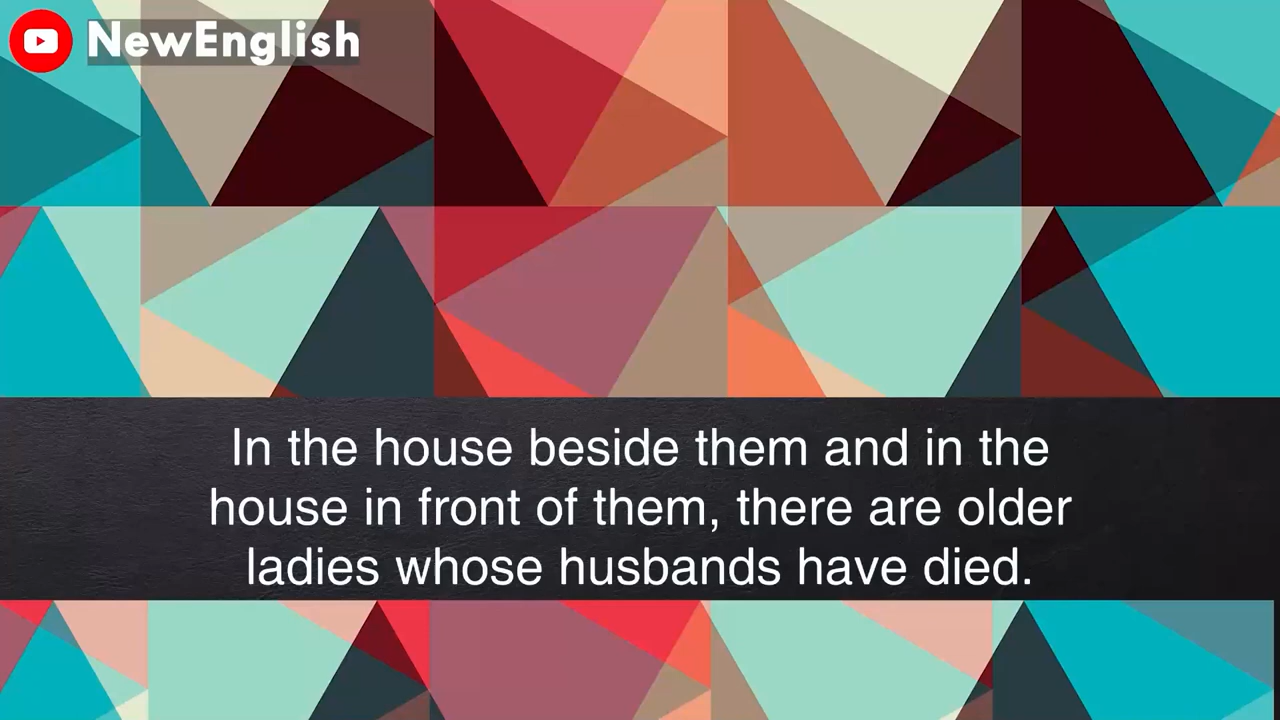 NewEnglish
In the house beside them and in the
house in front of them, there are older
ladies whose husbands have died.